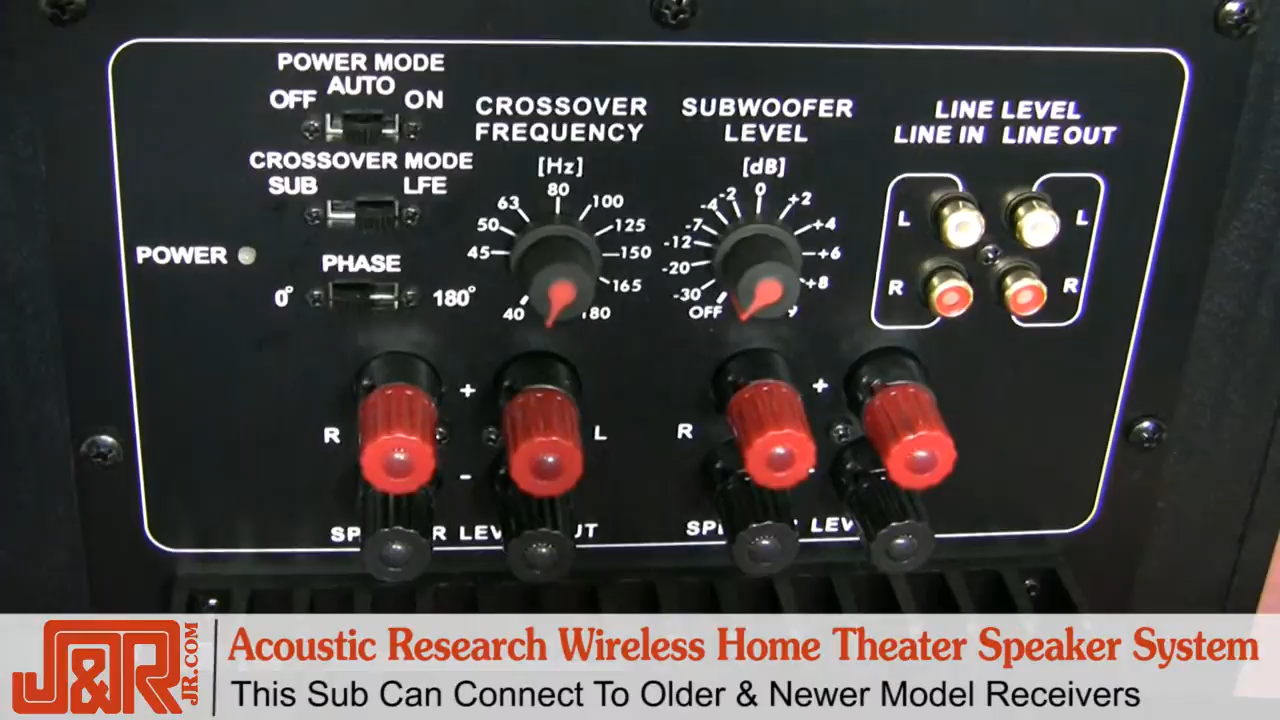 POWER MODE
OFF AUTO ON
CROSSOVER MODE
SUB LFE
POWER
PHASE
0° 180°
CROSSOVER
FREQUENCY
[Hz]
40 45 50 63 80 100 125 150 165
SUBWOOFER
LEVEL
[dB]
OFF -30 -20 -12 -7 -4 -2 0 +2 +4 +6 +8
LINE LEVEL
LINE IN LINE OUT
L L
R R
R + L
-
R +
J&R
JR.COM
Acoustic Research Wireless Home Theater Speaker System
This Sub Can Connect To Older & Newer Model Receivers